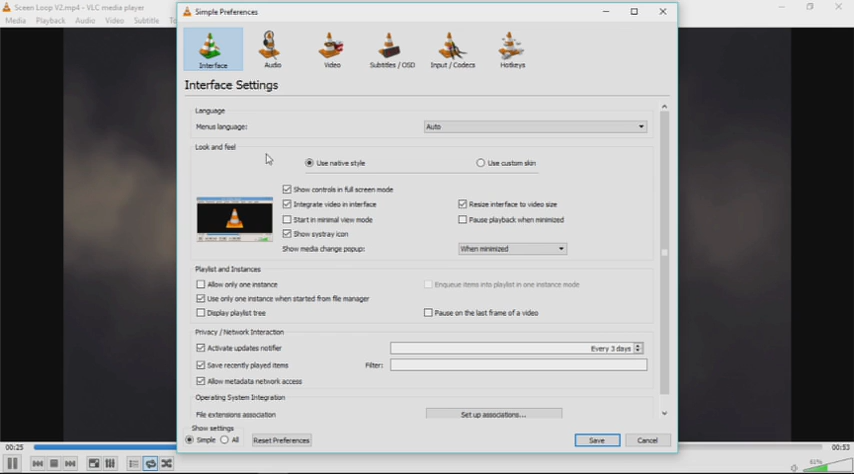 Sceen Loop V2.mp4 - VLC media player
Media Playback Audio Video Subtitle
Simple Preferences
Interface Audio Video Subtitles / OSD Input / Codecs Hotkeys
Interface Settings
Language
Menus language: Auto
Look and feel
Use native style Use custom skin
Show controls in full screen mode
Integrate video in interface Resize interface to video size
Start in minimal view mode Pause playback when minimized
Show systray icon
Show media change popup: When minimized
Playlist and Instances
Allow only one instance Enqueue items into playlist in one instance mode
Use only one instance when started from file manager
Display playlist tree Pause on the last frame of a video
Privacy / Network Interaction
Activate updates notifier Every 3 days
Save recently played items Filter:
Allow metadata network access
Operating System Integration
File extensions association Set up associations...
Show settings
Simple All Reset Preferences Save Cancel
00:25 00:53
61%